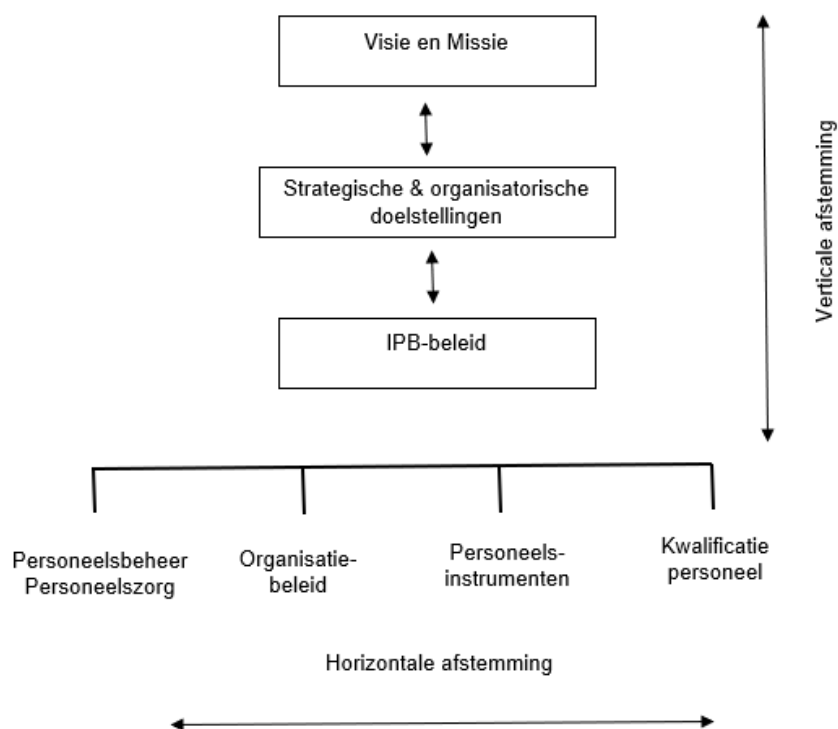 Visie en Missie
Strategische & organisatorische
doelstellingen
IPB-beleid
Verticale afstemming
Personeelsbeheer
Personeelszorg
Organisatie-
beleid
Personeels-
instrumenten
Kwalificatie
personeel
Horizontale afstemming